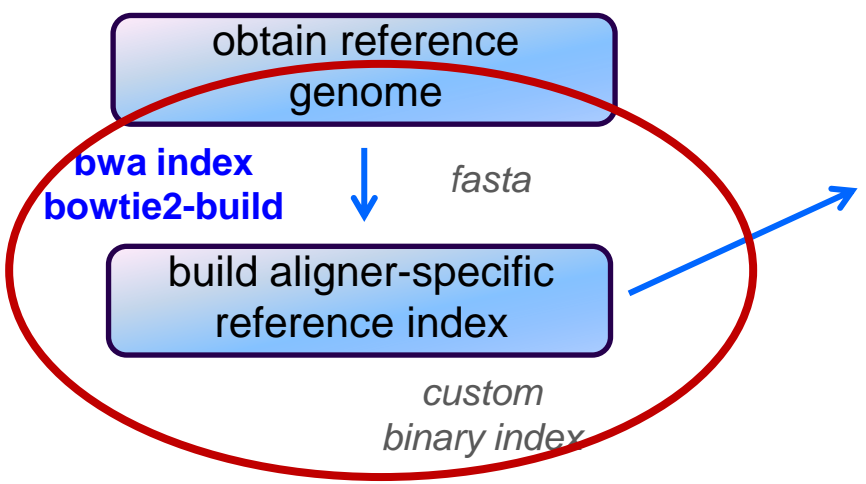 obtain reference
genome
bwa index
bowtie2-build
fasta
build aligner-specific
reference index
custom
binary index